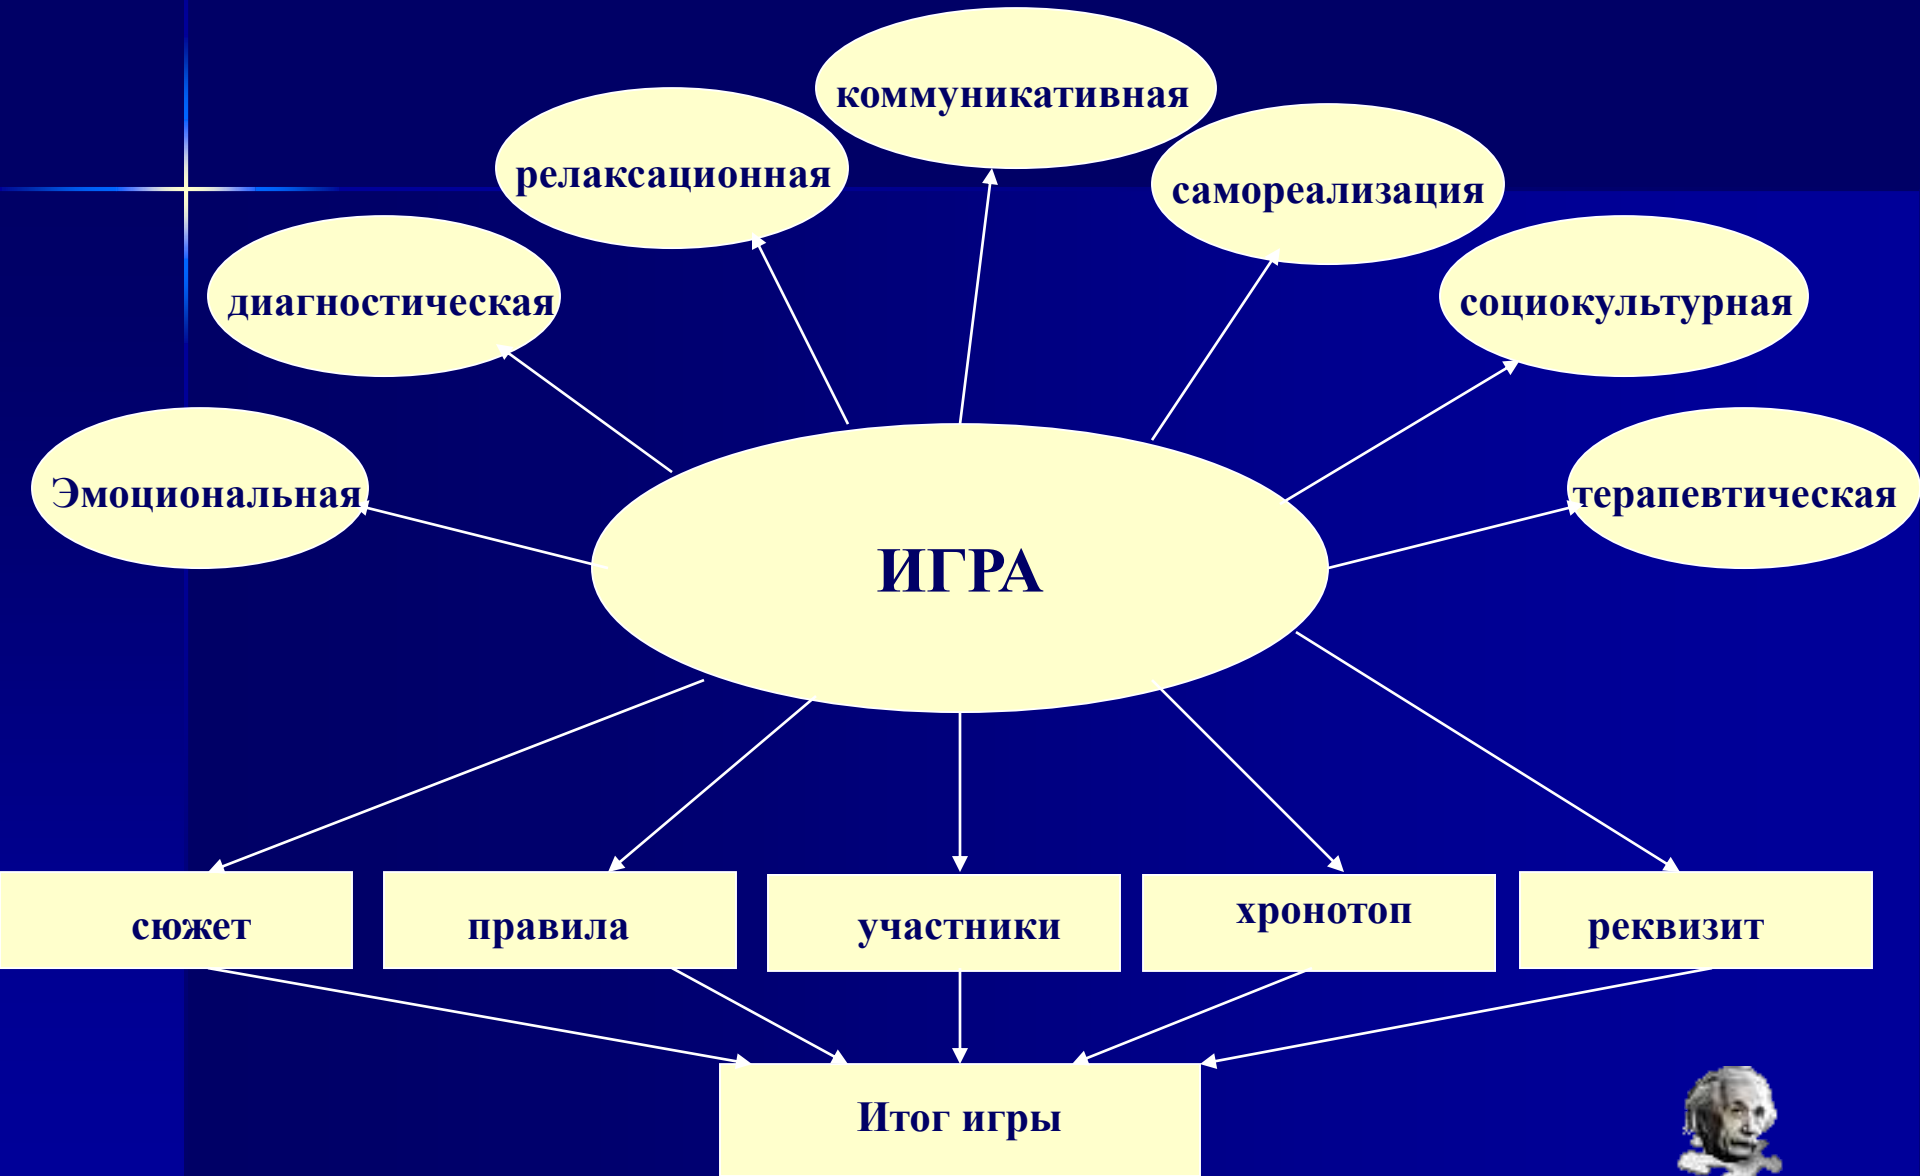 коммуникативная
релаксационная
самореализация
диагностическая
социокультурная
Эмоциональная
терапевтическая
ИГРА
сюжет
правила
участники
хронотоп
реквизит
Итог игры